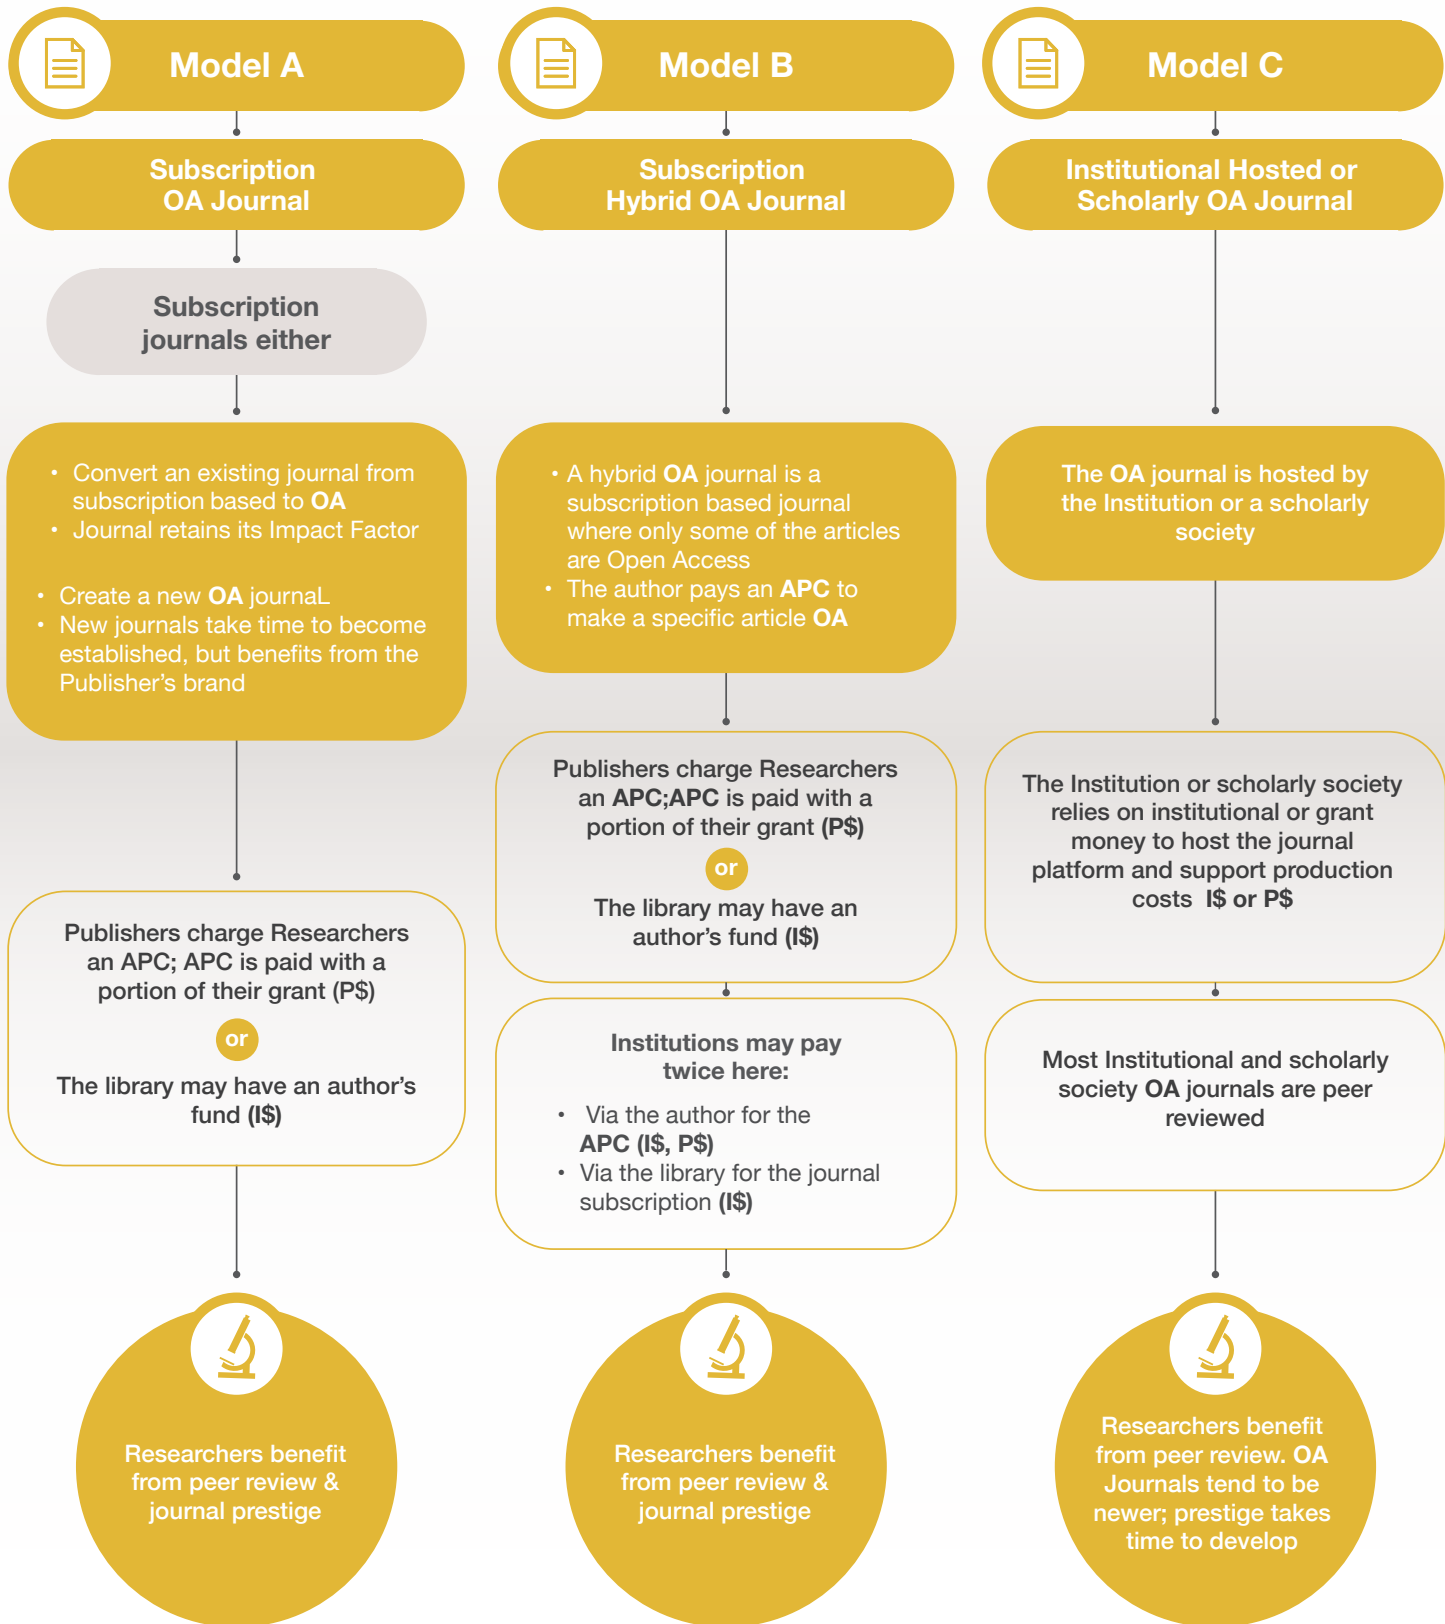 Model A
Subscription
OA Journal
Subscription
journals either
• Convert an existing journal from
subscription based to OA
• Journal retains its Impact Factor
• Create a new OA journaL
• New journals take time to become
established, but benefits from the
Publisher's brand
Publishers charge Researchers
an APC; APC is paid with a
portion of their grant (P$)
or
The library may have an author's
fund (I$)
Researchers benefit
from peer review &
journal prestige
Model B
Subscription
Hybrid OA Journal
• A hybrid OA journal is a
subscription based journal
where only some of the articles
are Open Access
• The author pays an APC to
make a specific article OA
Publishers charge Researchers
an APC;APC is paid with a
portion of their grant (P$)
or
The library may have an
author's fund (I$)
Institutions may pay
twice here:
• Via the author for the
APC (I$, P$)
• Via the library for the journal
subscription (I$)
Researchers benefit
from peer review &
journal prestige
Model C
Institutional Hosted or
Scholarly OA Journal
The OA journal is hosted by
the Institution or a scholarly
society
The Institution or scholarly society
relies on institutional or grant
money to host the journal
platform and support production
costs I$ or P$
Most Institutional and scholarly
society OA journals are peer
reviewed
Researchers benefit
from peer review. OA
Journals tend to be
newer; prestige takes
time to develop